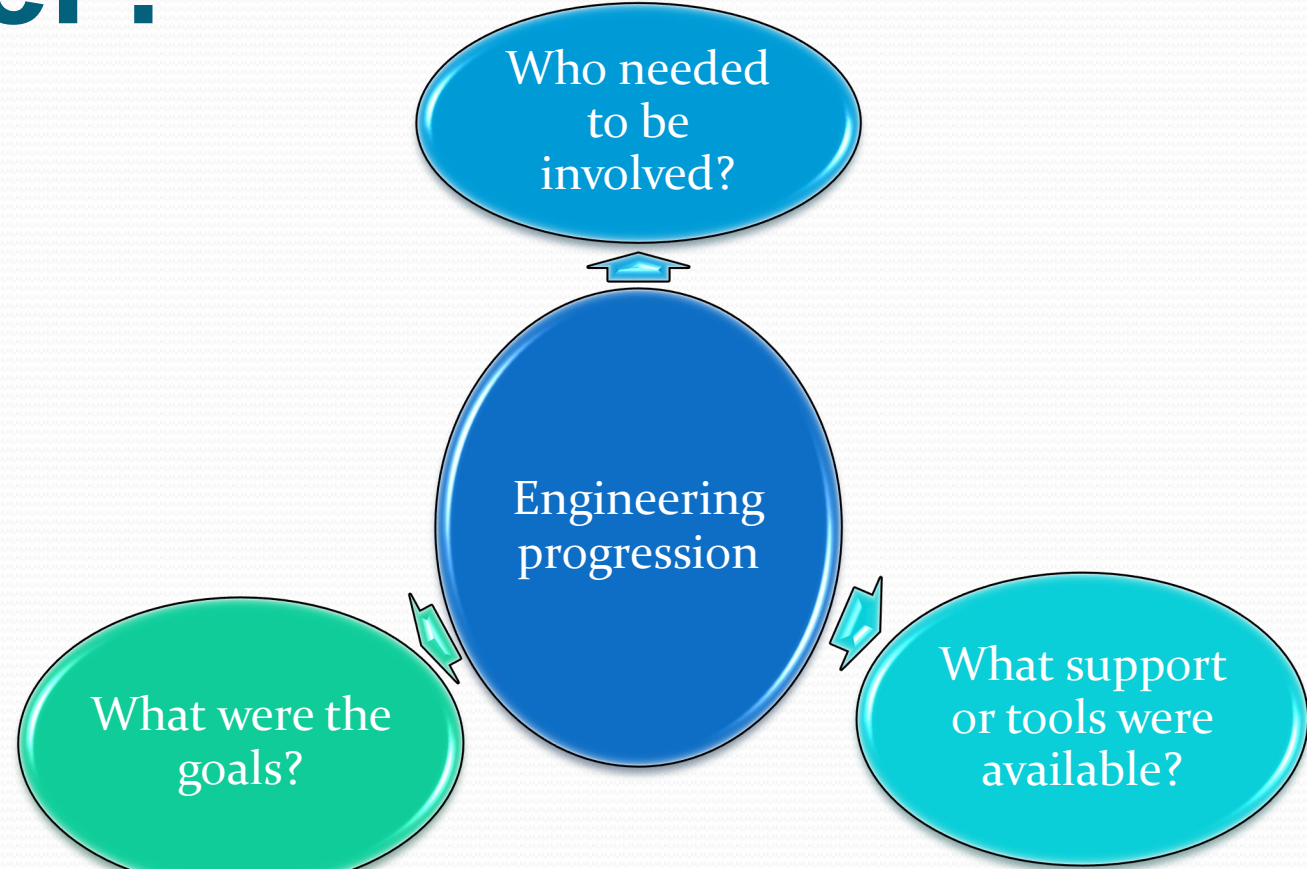 Who needed
to be
involved?
Engineering
progression
What were the
goals?
What support
or tools were
available?